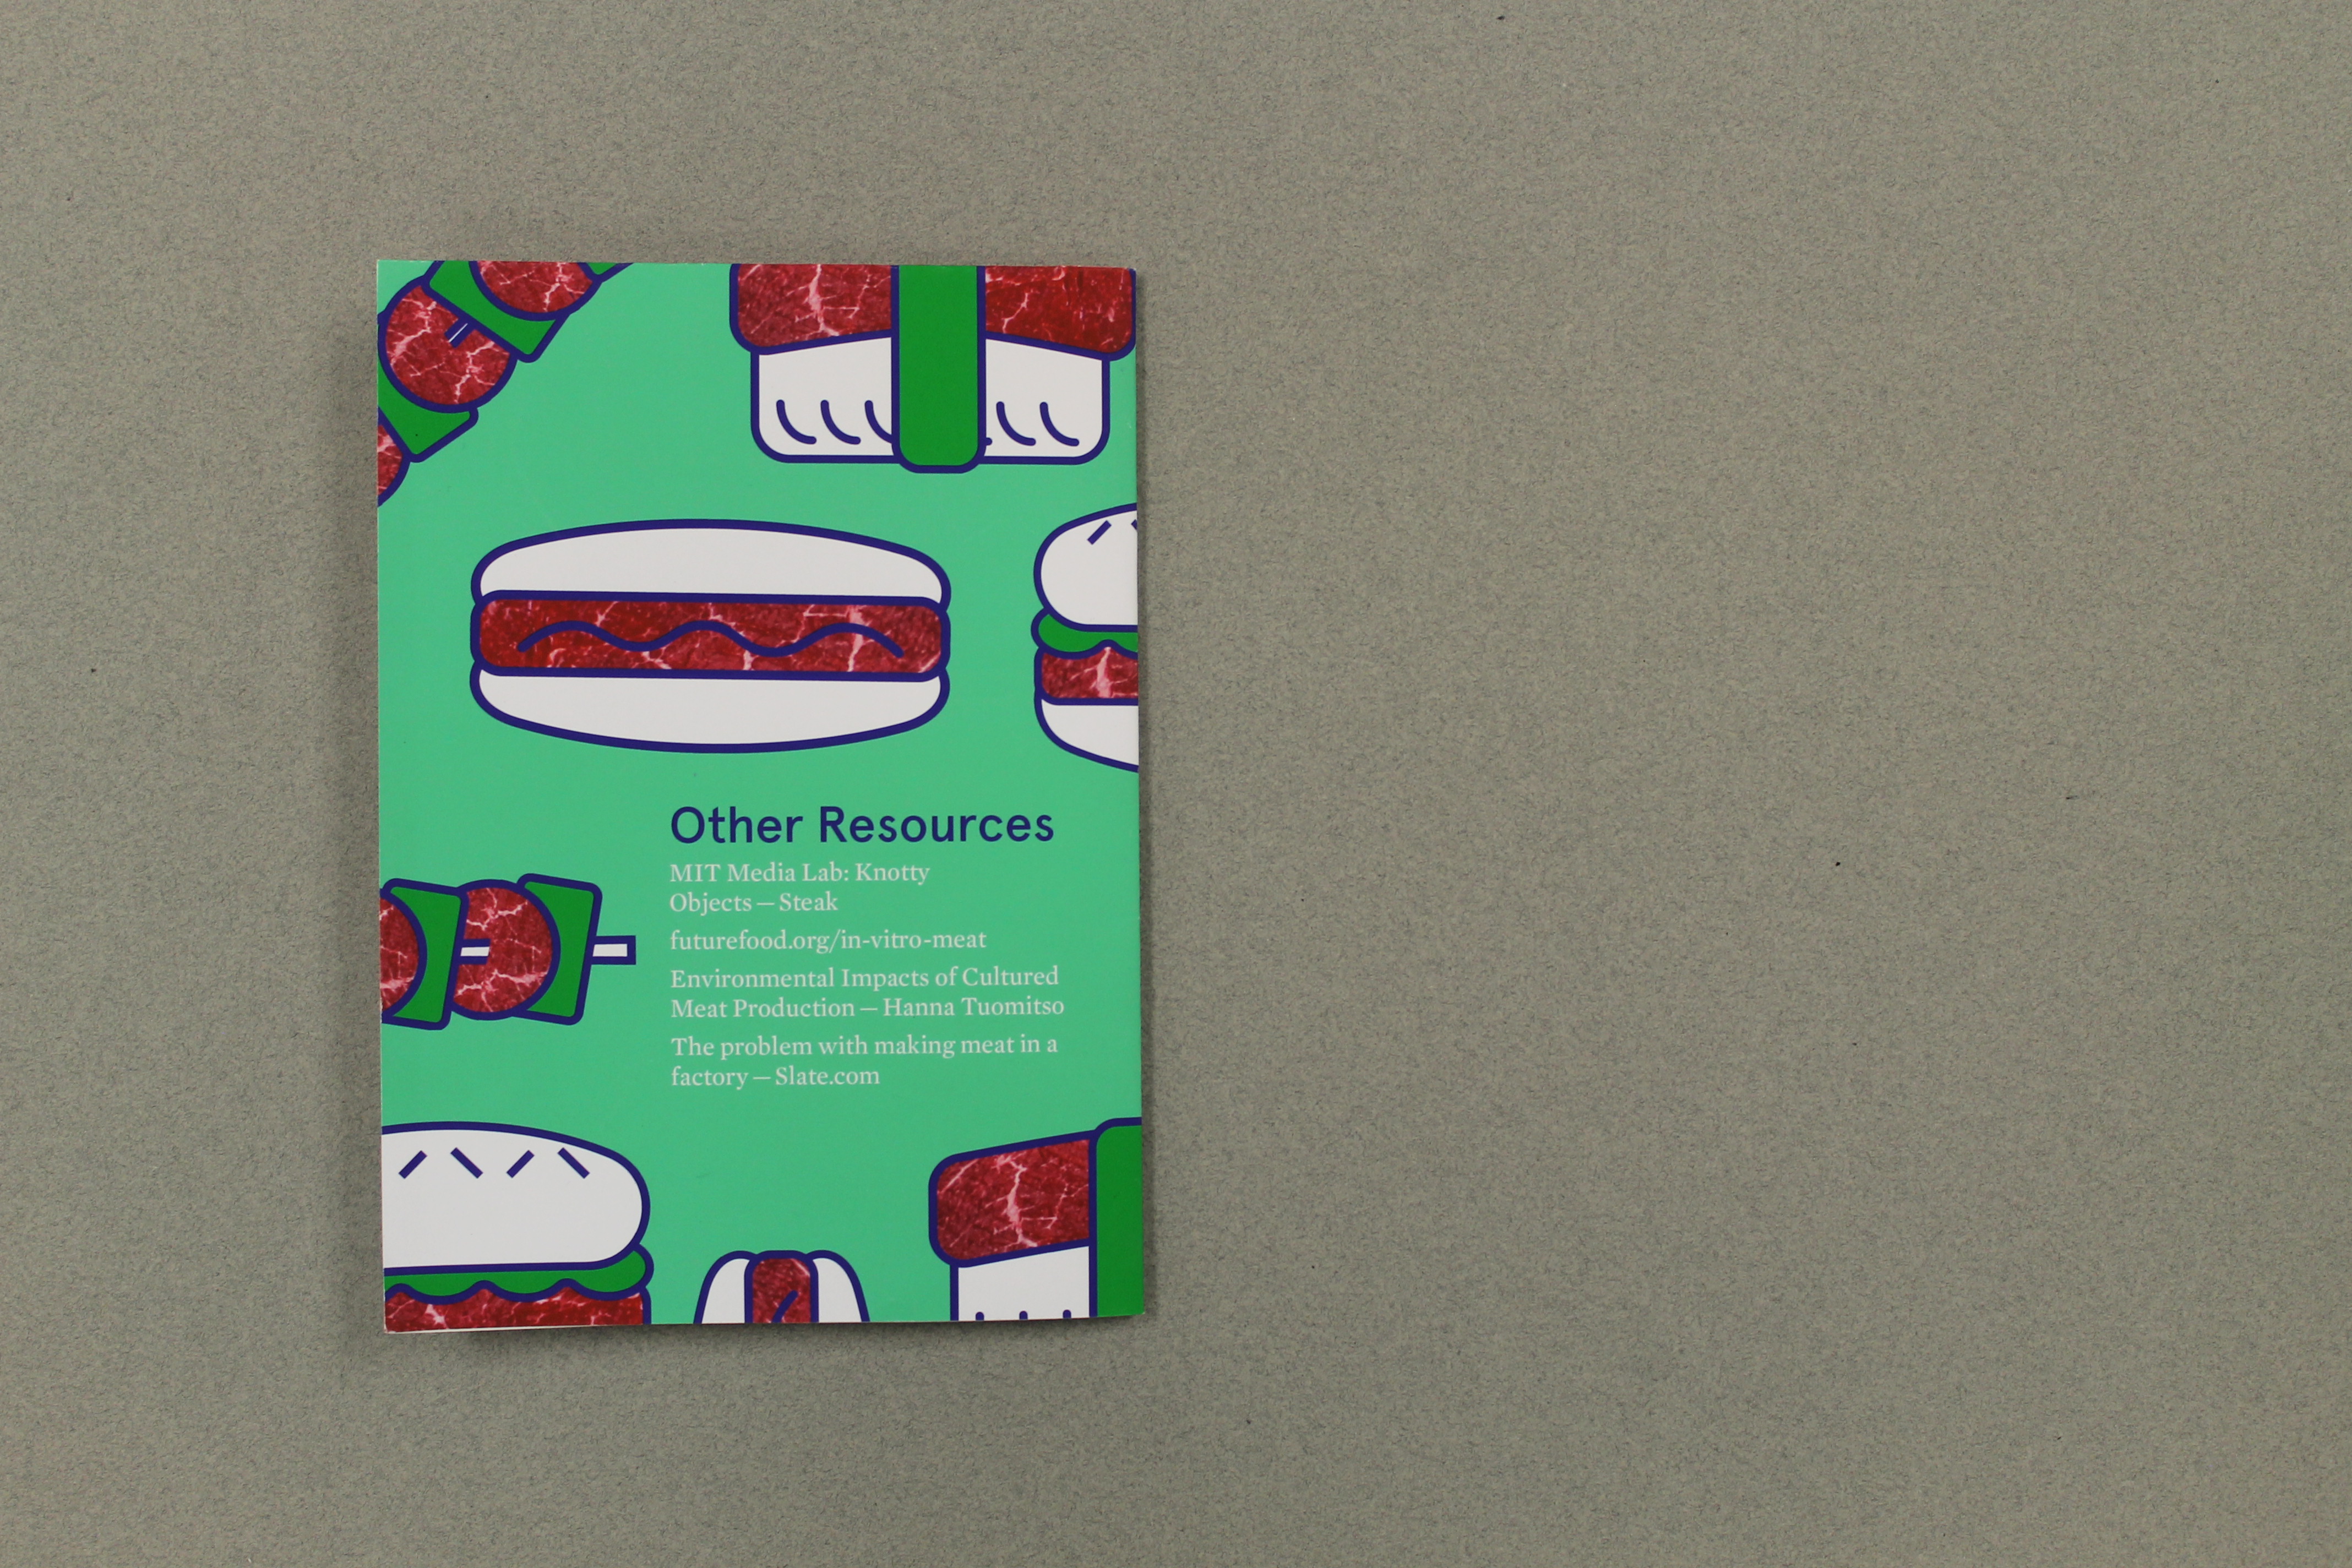 Other Resources
MIT Media Lab: Knotty
Objects — Steak
futurefood.org/in-vitro-meat
Environmental Impacts of Cultured
Meat Production — Hanna Tuomitso
The problem with making meat in a
factory — Slate.com